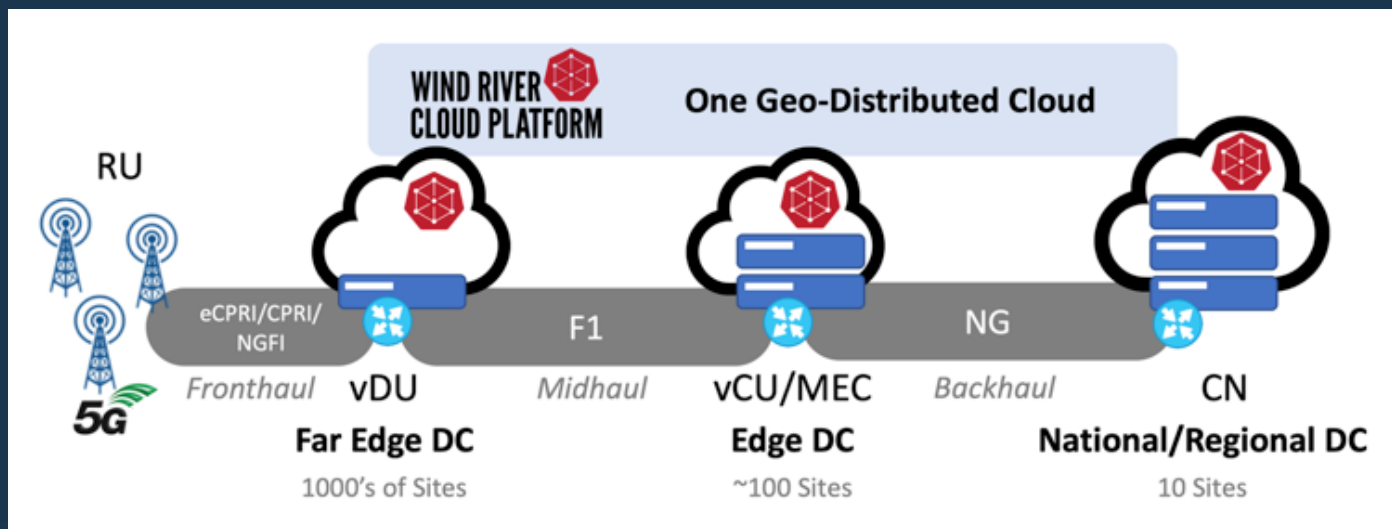 WIND RIVER
CLOUD PLATFORM
One Geo-Distributed Cloud
RU
eCPRI/CPRI/
NGFI
F1
NG
5G
Fronthaul
vDU
Midhaul
vCU/MEC
Backhaul
CN
Far Edge DC
Edge DC
National/Regional DC
1000's of Sites
~100 Sites
10 Sites